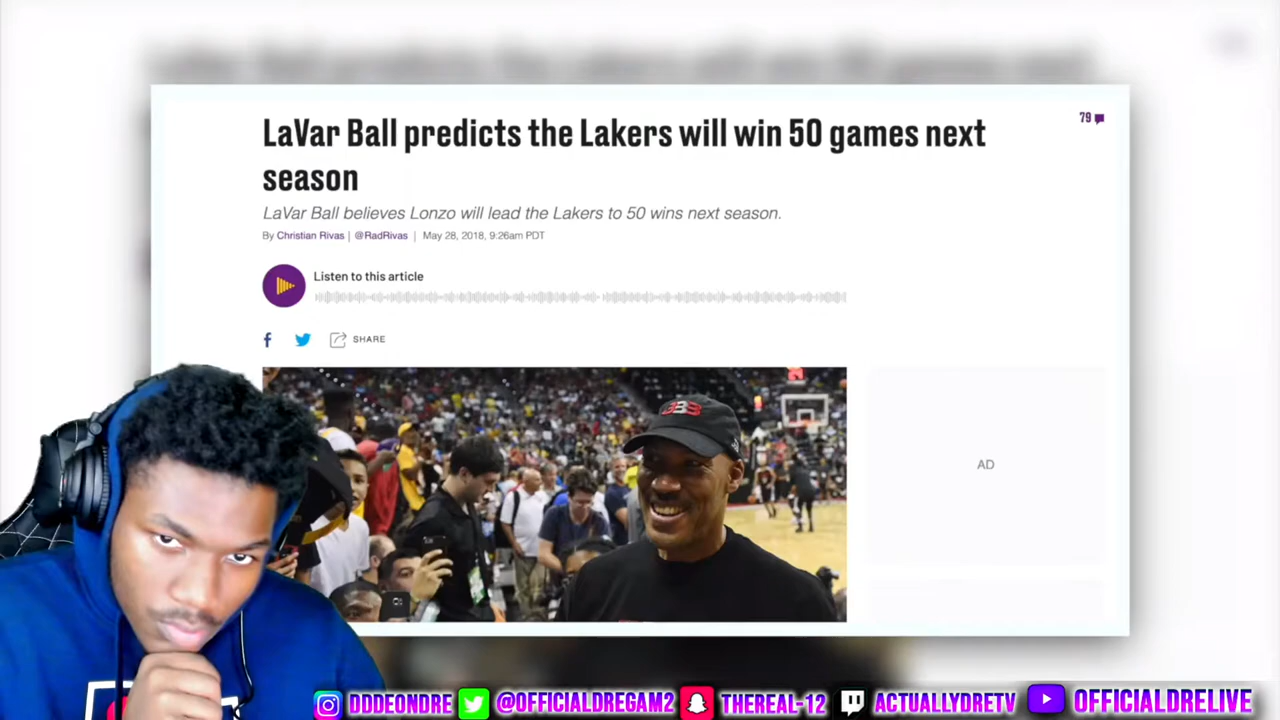 LaVar Ball predicts the Lakers will win 50 games next
season
79
LaVar Ball believes Lonzo will lead the Lakers to 50 wins next season.
By Christian Rivas | @RadRivas | May 28, 2018, 9:26am PDT
Listen to this article
SHARE
BBB
AD
DDDEONDRE @OFFICIALDREGAM2 THEREAL-12 ACTUALLYDRETV OFFICIALDRELIVE